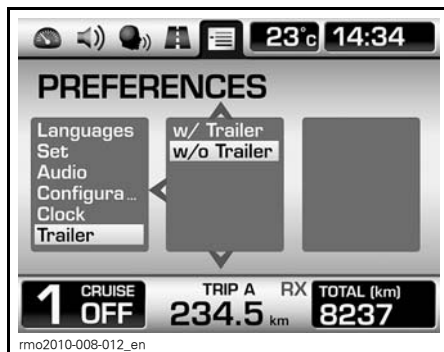 23°c 14:34
PREFERENCES
Languages
Set
Audio
Configura...
Clock
Trailer
w/ Trailer
w/o Trailer
1 CRUISE OFF
TRIP A
234.5 km
RX
TOTAL (km)
8237
rmo2010-008-012_en